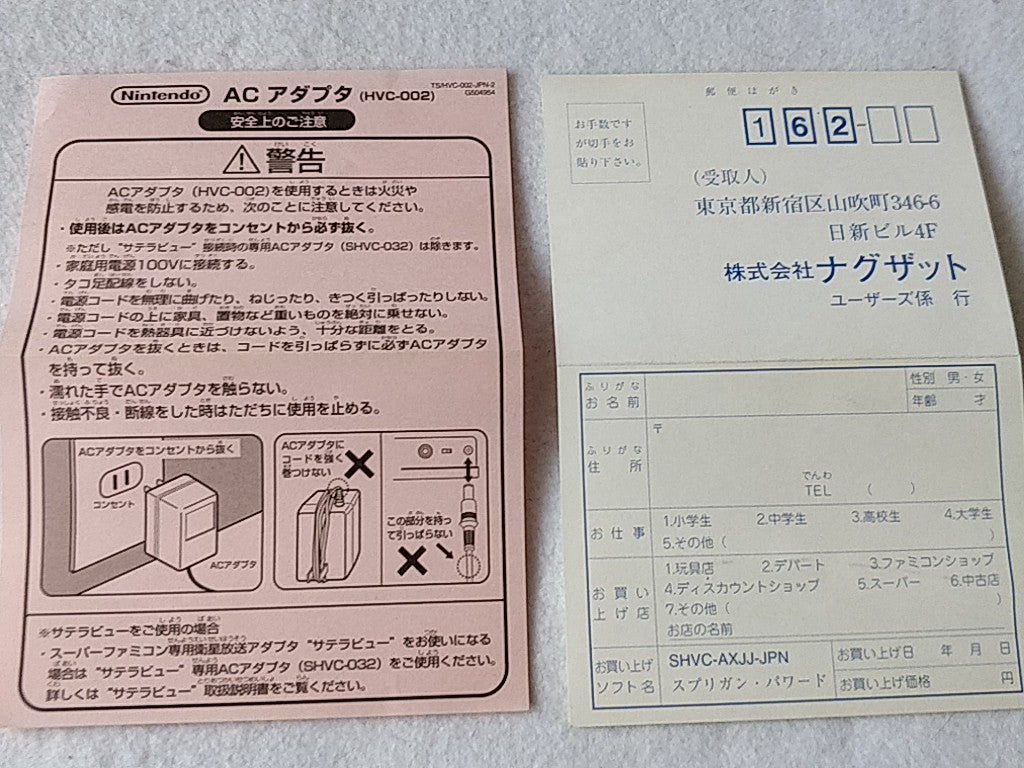 Nintendo ACアダプタ (HVC-002)
TS/HVC-002-JPN-2
G504954
安全上のご注意
警告
ACアダプタ（HVC-002）を使用するときは火災や
感電を防止するため、次のことに注意してください。
・使用後はACアダプタをコンセントから必ず抜く。
※ただし“サテラビュー”接続時の専用ACアダプタ（SHVC-032）は除きます。
・家庭用電源100Vに接続する。
・タコ足配線をしない。
・電源コードを無理に曲げたり、ねじったり、きつく引っぱったりしない。
・電源コードの上に家具、置物など重いものを絶対に乗せない。
・電源コードを熱器具に近づけないよう、十分な距離をとる。
・ACアダプタを抜くときは、コードを引っぱらずに必ずACアダプタ
を持って抜く。
・濡れた手でACアダプタを触らない。
・接触不良・断線をした時はただちに使用を止める。
ACアダプタをコンセントから抜く
コンセント
ACアダプタ
ACアダプタに
コードを強く
巻つけない
この部分を持っ
て引っぱらない
※サテラビューをご使用の場合
・スーパーファミコン専用衛星放送アダプタ“サテラビュー”をお使いになる
場合は“サテラビュー”専用ACアダプタ（SHVC-032）をご使用ください。
詳しくは“サテラビュー”取扱説明書をご覧ください。
郵便はがき
お手数です
が切手をお
貼り下さい。
162-
（受取人）
東京都新宿区山吹町346-6
日新ビル4F
株式会社ナグザット
ユーザーズ係 行
ふりがな
お名前
性別 男・女
年齢 才
ふりがな
住所
〒
でんわ
TEL （ ）
お仕事
1.小学生 2.中学生 3.高校生 4.大学生
5.その他（ ）
お買い
上げ店
1.玩具店 2.デパート 3.ファミコンショップ
4.ディスカウントショップ 5.スーパー 6.中古店
7.その他（ ）
お店の名前
お買い上げ
ソフト名
SHVC-AXJJ-JPN
スプリガン・パワード
お買い上げ日 年 月 日
お買い上げ価格 円